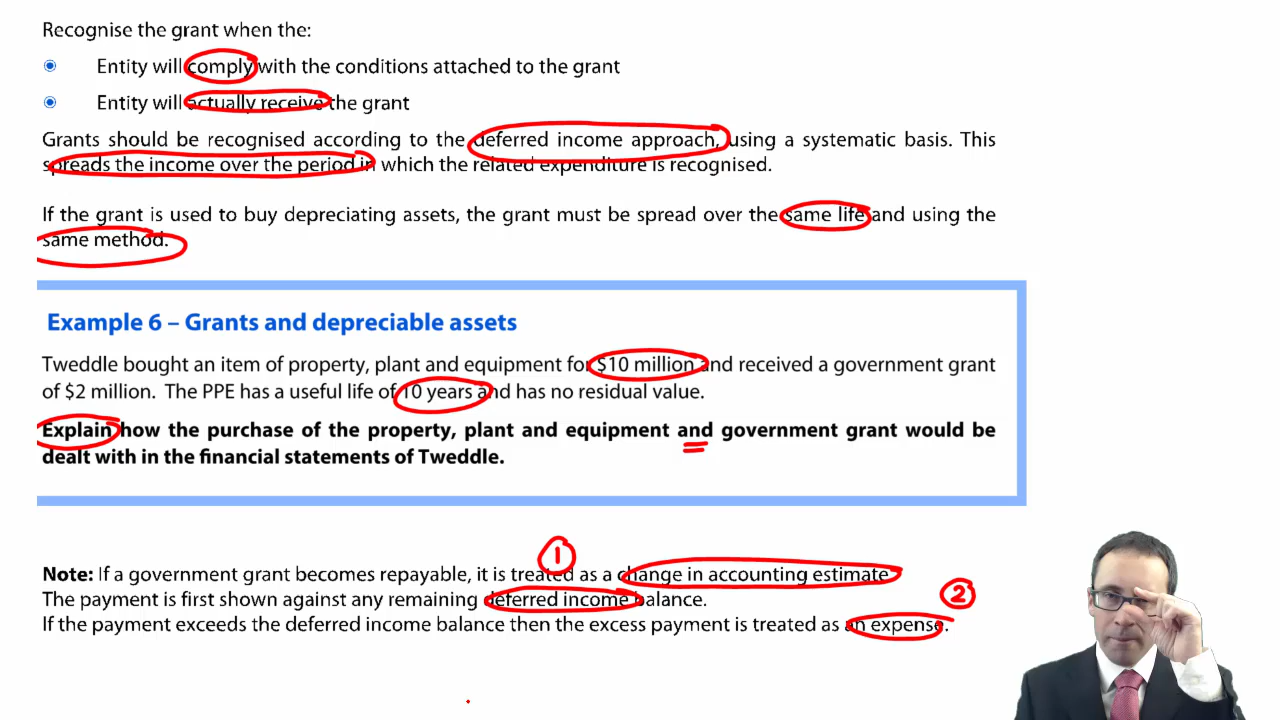 Recognise the grant when the:
Entity will comply with the conditions attached to the grant
Entity will actually receive the grant
Grants should be recognised according to the deferred income approach, using a systematic basis. This
spreads the income over the period in which the related expenditure is recognised.
If the grant is used to buy depreciating assets, the grant must be spread over the same life and using the
same method.
Example 6 – Grants and depreciable assets
Tweddle bought an item of property, plant and equipment for $10 million and received a government grant
of $2 million. The PPE has a useful life of 10 years and has no residual value.
Explain how the purchase of the property, plant and equipment and government grant would be
dealt with in the financial statements of Tweddle.
1
Note: If a government grant becomes repayable, it is treated as a change in accounting estimate
The payment is first shown against any remaining deferred income balance.
2
If the payment exceeds the deferred income balance then the excess payment is treated as an expense.